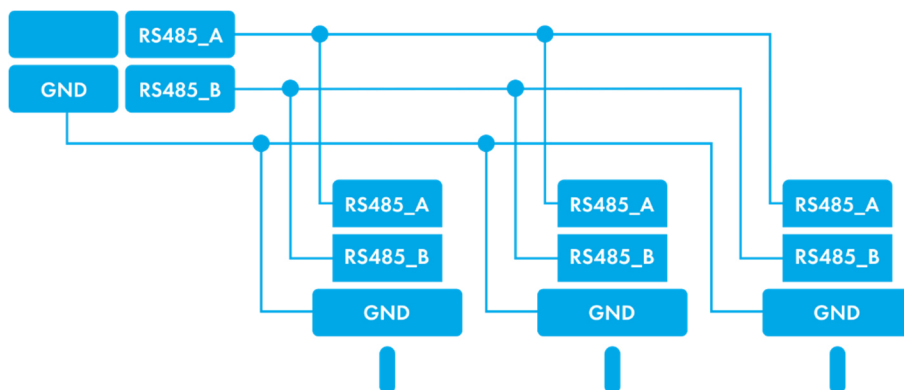 RS485_A
GND RS485_B
RS485_A RS485_A RS485_A
RS485_B RS485_B RS485_B
GND GND GND